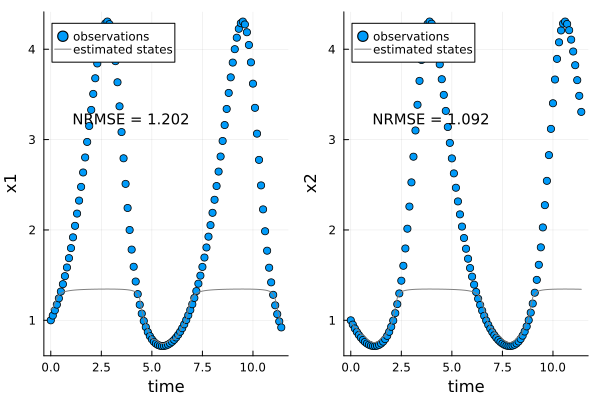 observations
estimated states
NRMSE = 1.202
x1
4
3
2
1
0.0 2.5 5.0 7.5 10.0
time
observations
estimated states
NRMSE = 1.092
x2
4
3
2
1
0.0 2.5 5.0 7.5 10.0
time